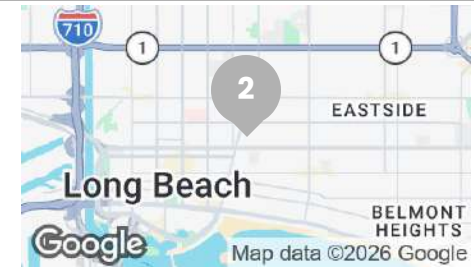 710
1
1
2
EASTSIDE
Long Beach
BELMONT
HEIGHTS
Google
Map data ©2026 Google